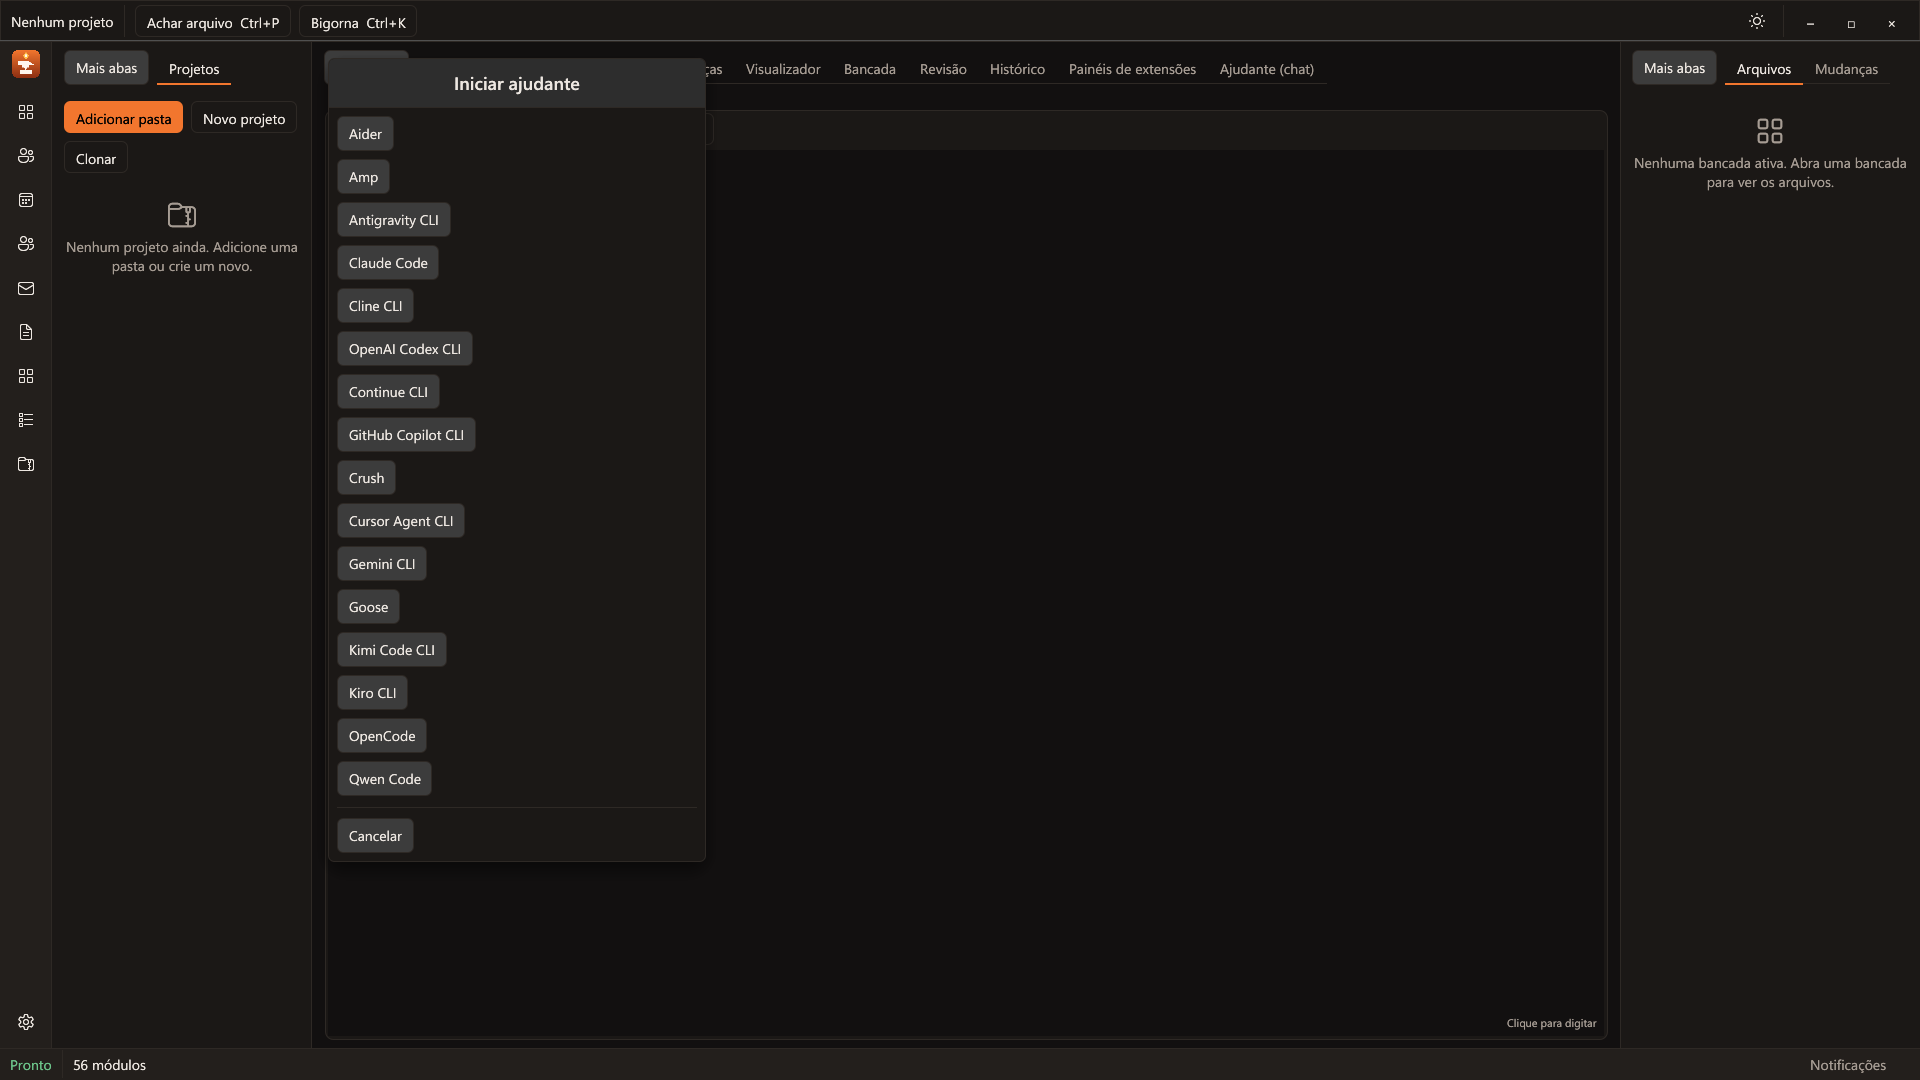 Nenhum projeto
Achar arquivo Ctrl+P
Bigorna Ctrl+K
Mais abas
Projetos
Adicionar pasta
Novo projeto
Clonar
Nenhum projeto ainda. Adicione uma
pasta ou crie um novo.
Iniciar ajudante
Aider
Amp
Antigravity CLI
Claude Code
Cline CLI
OpenAI Codex CLI
Continue CLI
GitHub Copilot CLI
Crush
Cursor Agent CLI
Gemini CLI
Goose
Kimi Code CLI
Kiro CLI
OpenCode
Qwen Code
Cancelar
Visualizador
Bancada
Revisão
Histórico
Painéis de extensões
Ajudante (chat)
Clique para digitar
Mais abas
Arquivos
Mudanças
Nenhuma bancada ativa. Abra uma bancada
para ver os arquivos.
Pronto
56 módulos
Notificações